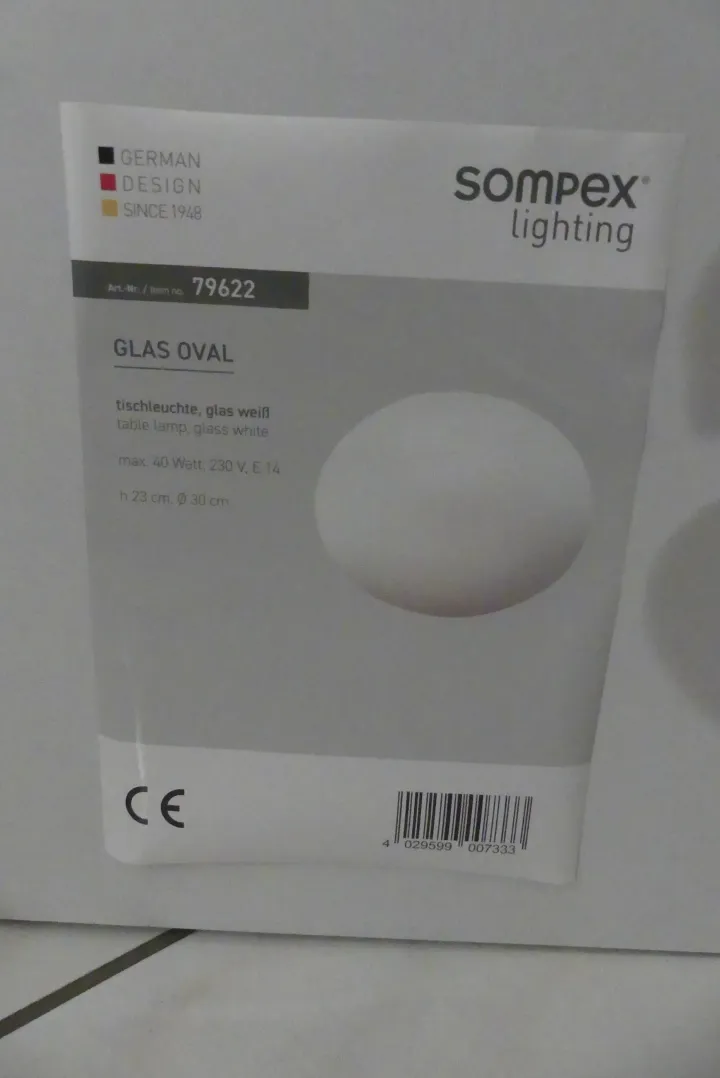 GERMAN
DESIGN
SINCE 1948
sompex®
lighting
Art.-Nr. / Item no. 79622
GLAS OVAL
tischleuchte, glas weiß
table lamp, glass white
max. 40 Watt, 230 V, E 14
h 23 cm, Ø 30 cm
CE
4 029599 007333